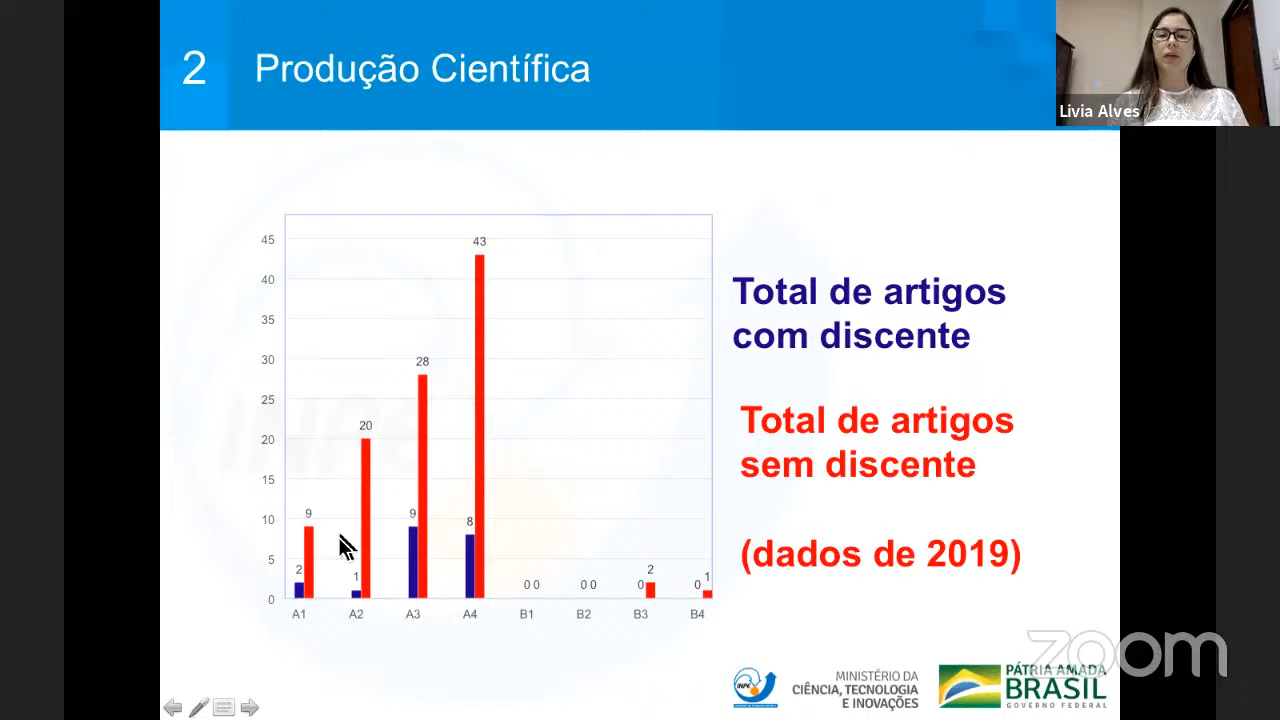 2
Produção Científica
Livia Alves
45
40
35
30
25
20
15
10
5
0
2
9
1
20
9
28
8
43
0 0
0 0
0
2
0
1
A1
A2
A3
A4
B1
B2
B3
B4
Total de artigos
com discente
Total de artigos
sem discente
(dados de 2019)
INPE
INPE
MINISTÉRIO DA
CIÊNCIA, TECNOLOGIA
E INOVAÇÕES
PÁTRIA AMADA
BRASIL
GOVERNO FEDERAL
zoom